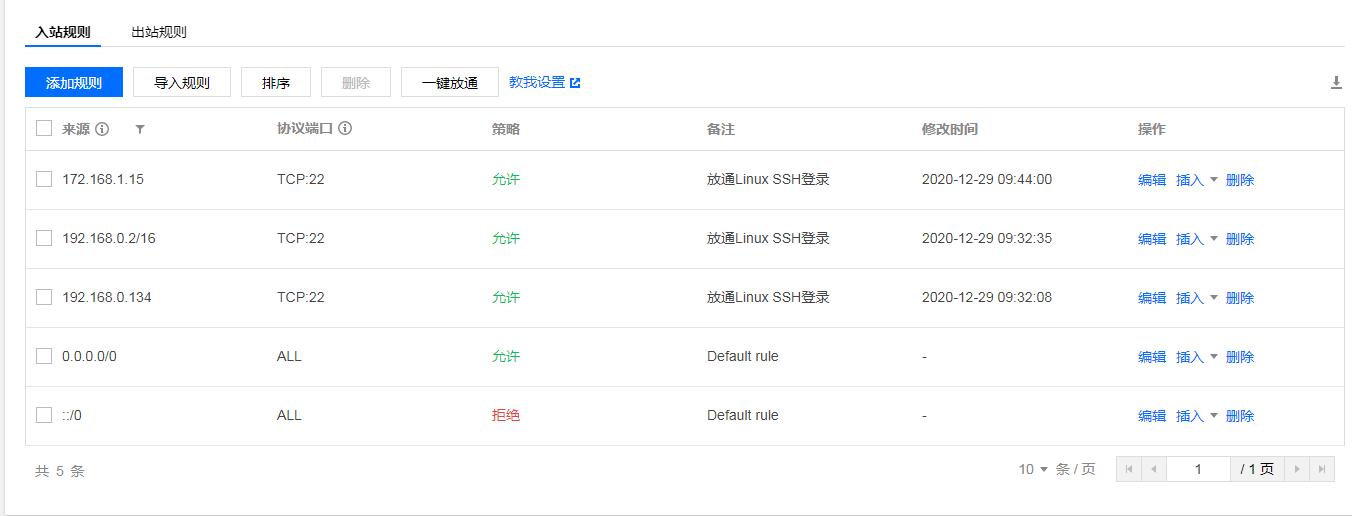 入站规则 出站规则
添加规则 导入规则 排序 删除 一键放通 教我设置
来源 协议端口 策略 备注 修改时间 操作
172.168.1.15 TCP:22 允许 放通Linux SSH登录 2020-12-29 09:44:00 编辑 插入 删除
192.168.0.2/16 TCP:22 允许 放通Linux SSH登录 2020-12-29 09:32:35 编辑 插入 删除
192.168.0.134 TCP:22 允许 放通Linux SSH登录 2020-12-29 09:32:08 编辑 插入 删除
0.0.0.0/0 ALL 允许 Default rule - 编辑 插入 删除
::/0 ALL 拒绝 Default rule - 编辑 插入 删除
共 5 条 10 条 / 页 1 / 1 页